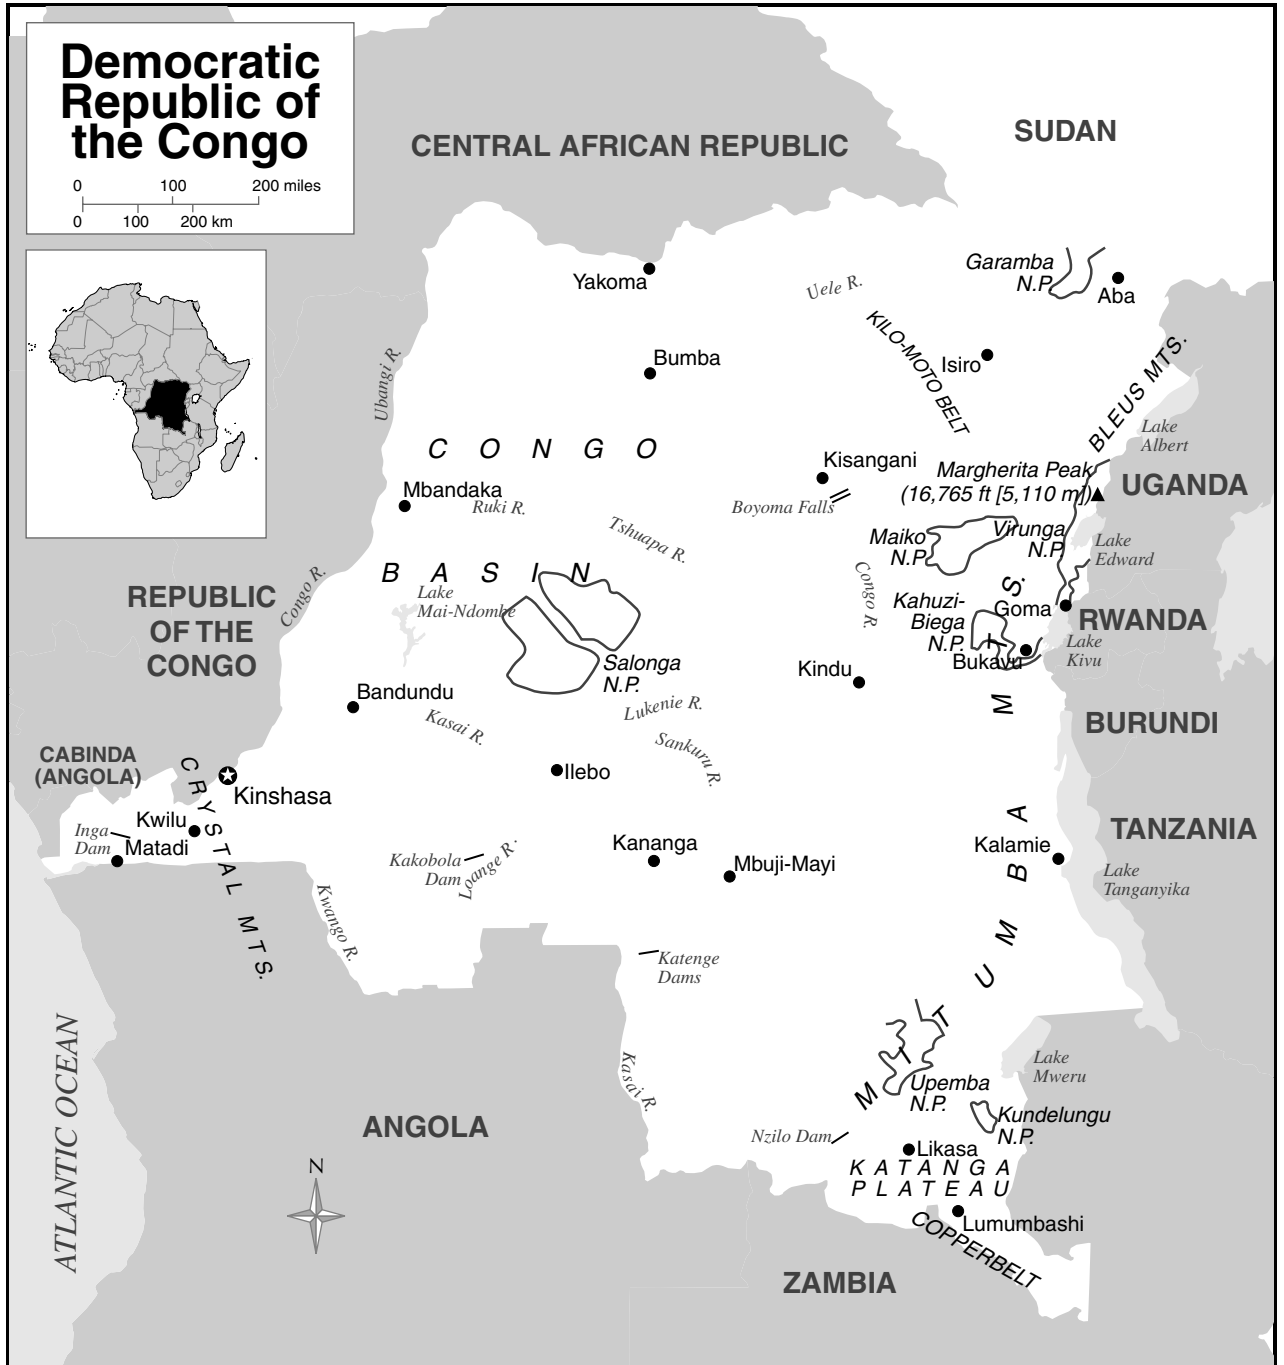 Democratic
Republic of
the Congo
0 100 200 miles
0 100 200 km
CENTRAL AFRICAN REPUBLIC
SUDAN
Garamba
N.P.
Aba
Yakoma
Uele R.
KILO-MOTO BELT
Isiro
BLEUS MTS.
Bumba
Ubangi R.
Lake
Albert
CONGO
Kisangani
Margherita Peak
(16,765 ft [5,110 m])
UGANDA
Mbandaka
Ruki R.
Boyoma Falls
Tshuapa R.
Maiko
N.P.
Virunga
N.P.
Lake
Edward
BASIN
Congo R.
Lake
Mai-Ndombe
REPUBLIC
OF THE
CONGO
Congo R.
Kahuzi-
Biega
N.P.
Goma
RWANDA
Bukavu
Lake
Kivu
Salonga
N.P.
Kindu
Bandundu
Kasai R.
Lukenie R.
Sankuru R.
BURUNDI
CABINDA
(ANGOLA)
CRYSTAL MTS.
Kinshasa
Ilebo
Inga
Dam
Kwilu
Matadi
Kakobola
Dam
Loange R.
Kananga
Mbuji-Mayi
Kalamie
TANZANIA
Lake
Tanganyika
Kwango R.
Katenge
Dams
MITUMBA MTS.
ATLANTIC OCEAN
ANGOLA
Kasai R.
Lake
Mweru
Upemba
N.P.
Kundelungu
N.P.
Nzilo Dam
Likasa
KATANGA
PLATEAU
N
Lumumbashi
COPPERBELT
ZAMBIA